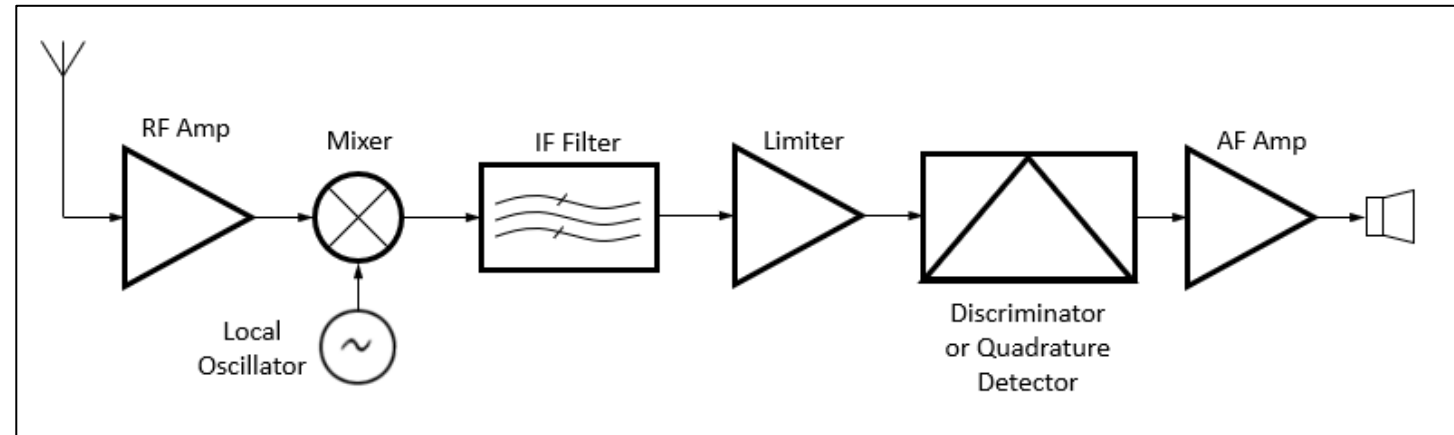 RF Amp
Mixer
IF Filter
Limiter
AF Amp
Local
Oscillator
Discriminator
or Quadrature
Detector